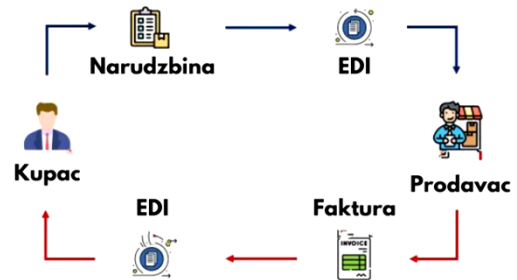 Narudzbina
EDI
Kupac
Prodavac
EDI
Faktura
INVOICE